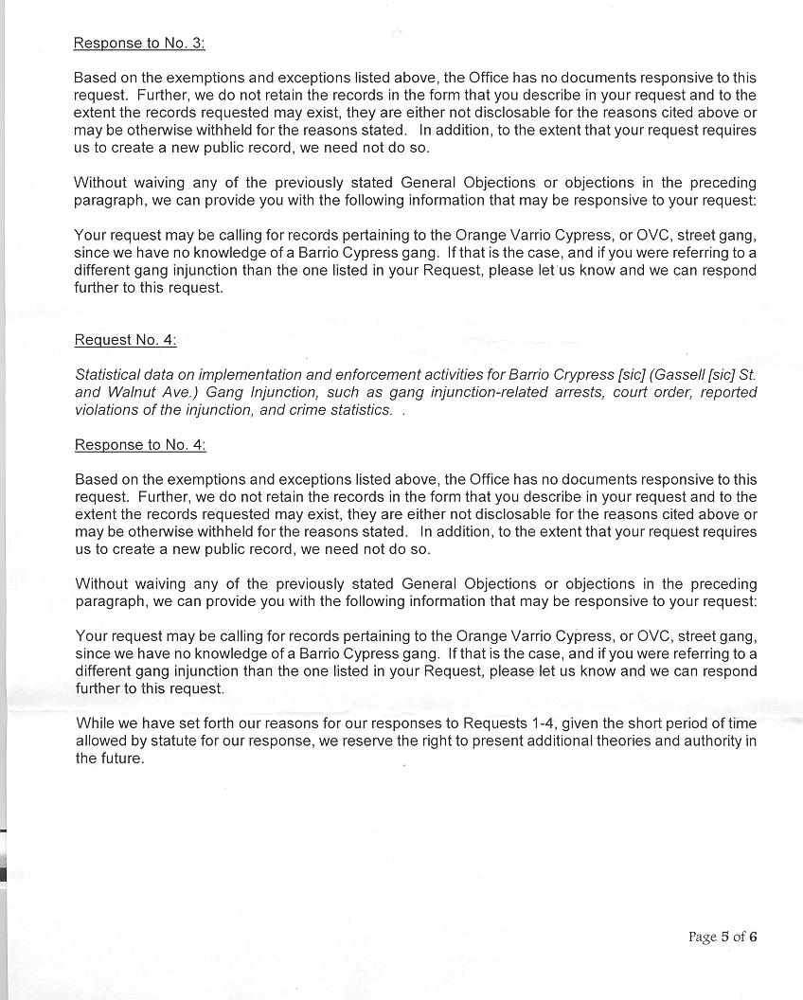 Response to No. 3:
Based on the exemptions and exceptions listed above, the Office has no documents responsive to this
request. Further, we do not retain the records in the form that you describe in your request and to the
extent the records requested may exist, they are either not disclosable for the reasons cited above or
may be otherwise withheld for the reasons stated. In addition, to the extent that your request requires
us to create a new public record, we need not do so.
Without waiving any of the previously stated General Objections or objections in the preceding
paragraph, we can provide you with the following information that may be responsive to your request:
Your request may be calling for records pertaining to the Orange Varrio Cypress, or OVC, street gang,
since we have no knowledge of a Barrio Cypress gang. If that is the case, and if you were referring to a
different gang injunction than the one listed in your Request, please let us know and we can respond
further to this request.
Request No. 4:
Statistical data on implementation and enforcement activities for Barrio Crypress [sic] (Gassell [sic] St.
and Walnut Ave.) Gang Injunction, such as gang injunction-related arrests, court order, reported
violations of the injunction, and crime statistics. .
Response to No. 4:
Based on the exemptions and exceptions listed above, the Office has no documents responsive to this
request. Further, we do not retain the records in the form that you describe in your request and to the
extent the records requested may exist, they are either not disclosable for the reasons cited above or
may be otherwise withheld for the reasons stated. In addition, to the extent that your request requires
us to create a new public record, we need not do so.
Without waiving any of the previously stated General Objections or objections in the preceding
paragraph, we can provide you with the following information that may be responsive to your request:
Your request may be calling for records pertaining to the Orange Varrio Cypress, or OVC, street gang,
since we have no knowledge of a Barrio Cypress gang. If that is the case, and if you were referring to a
different gang injunction than the one listed in your Request, please let us know and we can respond
further to this request.
While we have set forth our reasons for our responses to Requests 1-4, given the short period of time
allowed by statute for our response, we reserve the right to present additional theories and authority in
the future.
Page 5 of 6